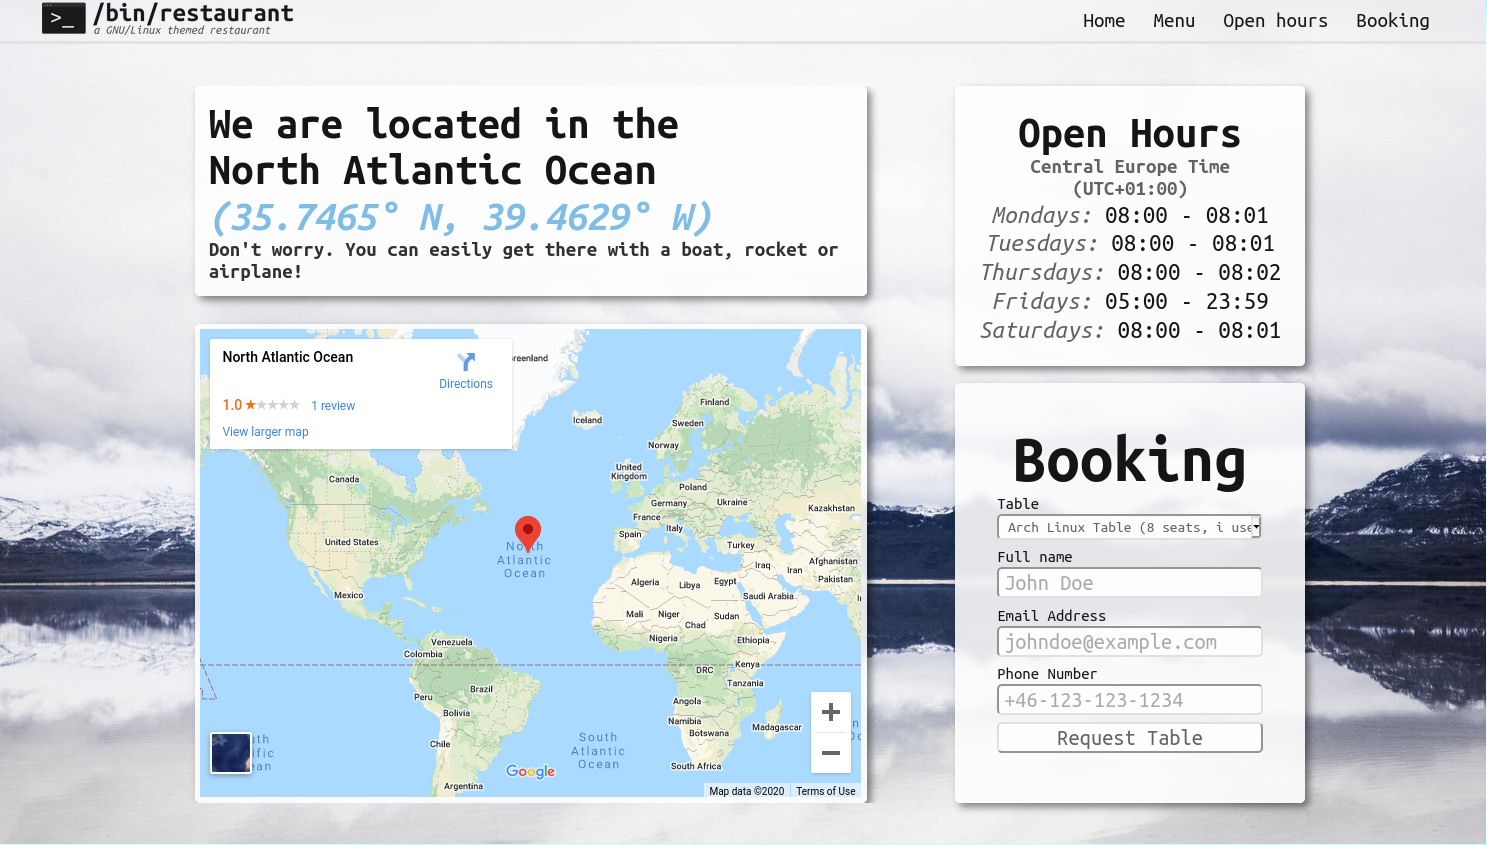 >_ /bin/restaurant
a GNU/Linux themed restaurant
Home Menu Open hours Booking
We are located in the
North Atlantic Ocean
(35.7465° N, 39.4629° W)
Don't worry. You can easily get there with a boat, rocket or
airplane!
North Atlantic Ocean
Directions
1.0 1 review
View larger map
Greenland
Iceland
Finland
Sweden
Norway
United
Kingdom
Poland
Germany
Ukraine
France
Kazakhstan
Italy
Spain
Turkey
Canada
United States
Mexico
North
Atlantic
Ocean
Iraq
Iran
Afghanistan
Pakistan
Algeria
Libya
Egypt
Saudi Arabia
Mali
Niger
Sudan
Chad
Nigeria
Ethiopia
Venezuela
Colombia
DRC
Kenya
Tanzania
Brazil
Peru
Angola
Bolivia
Namibia
Botswana
Madagascar
Chile
South
Atlantic
Ocean
South Africa
Argentina
Google
Map data ©2020 Terms of Use
Open Hours
Central Europe Time
(UTC+01:00)
Mondays: 08:00 - 08:01
Tuesdays: 08:00 - 08:01
Thursdays: 08:00 - 08:02
Fridays: 05:00 - 23:59
Saturdays: 08:00 - 08:01
Booking
Table
Arch Linux Table (8 seats, i use
Full name
John Doe
Email Address
johndoe@example.com
Phone Number
+46-123-123-1234
Request Table